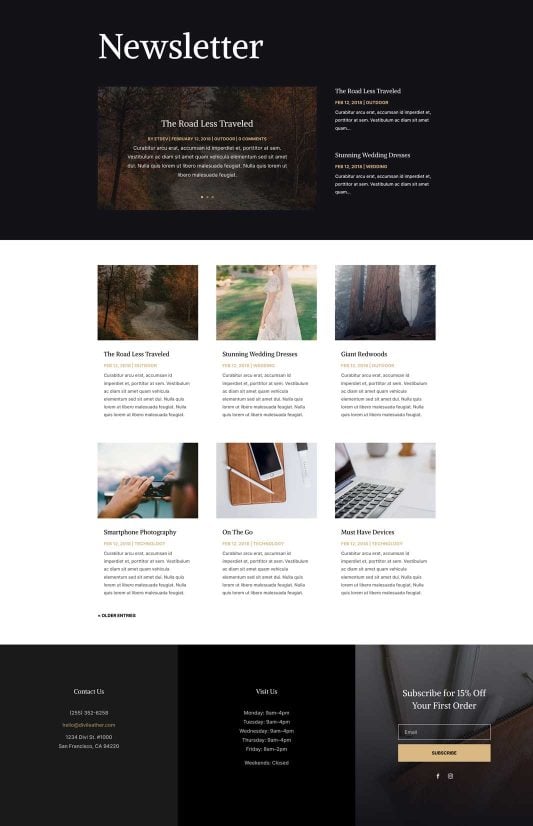 Newsletter
The Road Less Traveled
BY ETDEV | FEBRUARY 12, 2018 | OUTDOOR | 0 COMMENTS
Curabitur arcu erat, accumsan id imperdiet et, porttitor at sem.
Vestibulum ac diam sit amet quam vehicula elementum sed sit amet
dui. Nulla quis lorem ut libero malesuada feugiat. Nulla quis lorem ut
libero malesuada feugiat.
The Road Less Traveled
FEB 12, 2018 | OUTDOOR
Curabitur arcu erat, accumsan id imperdiet et,
porttitor at sem. Vestibulum ac diam sit amet
quam...
Stunning Wedding Dresses
FEB 12, 2018 | WEDDING
Curabitur arcu erat, accumsan id imperdiet et,
porttitor at sem. Vestibulum ac diam sit amet
quam...
The Road Less Traveled
FEB 12, 2018 | OUTDOOR
Curabitur arcu erat, accumsan id
imperdiet et, porttitor at sem. Vestibulum
ac diam sit amet quam vehicula
elementum sed sit amet dui. Nulla quis
lorem ut libero malesuada feugiat. Nulla
quis lorem ut libero malesuada feugiat.
Stunning Wedding Dresses
FEB 12, 2018 | WEDDING
Curabitur arcu erat, accumsan id
imperdiet et, porttitor at sem. Vestibulum
ac diam sit amet quam vehicula
elementum sed sit amet dui. Nulla quis
lorem ut libero malesuada feugiat. Nulla
quis lorem ut libero malesuada feugiat.
Giant Redwoods
FEB 12, 2018 | OUTDOOR
Curabitur arcu erat, accumsan id
imperdiet et, porttitor at sem. Vestibulum
ac diam sit amet quam vehicula
elementum sed sit amet dui. Nulla quis
lorem ut libero malesuada feugiat. Nulla
quis lorem ut libero malesuada feugiat.
Smartphone Photography
FEB 12, 2018 | TECHNOLOGY
Curabitur arcu erat, accumsan id
imperdiet et, porttitor at sem. Vestibulum
ac diam sit amet quam vehicula
elementum sed sit amet dui. Nulla quis
lorem ut libero malesuada feugiat. Nulla
quis lorem ut libero malesuada feugiat.
On The Go
FEB 12, 2018 | TECHNOLOGY
Curabitur arcu erat, accumsan id
imperdiet et, porttitor at sem. Vestibulum
ac diam sit amet quam vehicula
elementum sed sit amet dui. Nulla quis
lorem ut libero malesuada feugiat. Nulla
quis lorem ut libero malesuada feugiat.
Must Have Devices
FEB 12, 2018 | TECHNOLOGY
Curabitur arcu erat, accumsan id
imperdiet et, porttitor at sem. Vestibulum
ac diam sit amet quam vehicula
elementum sed sit amet dui. Nulla quis
lorem ut libero malesuada feugiat. Nulla
quis lorem ut libero malesuada feugiat.
« OLDER ENTRIES
Contact Us
(255) 352-6258
hello@divileather.com
1234 Divi St. #1000
San Francisco, CA 94220
Visit Us
Monday: 9am–4pm
Tuesday: 9am–4pm
Wednesday: 9am–4pm
Thursday: 9am–4pm
Friday: 8am–2pm
Weekends: Closed
Subscribe for 15% Off
Your First Order
Email
SUBSCRIBE